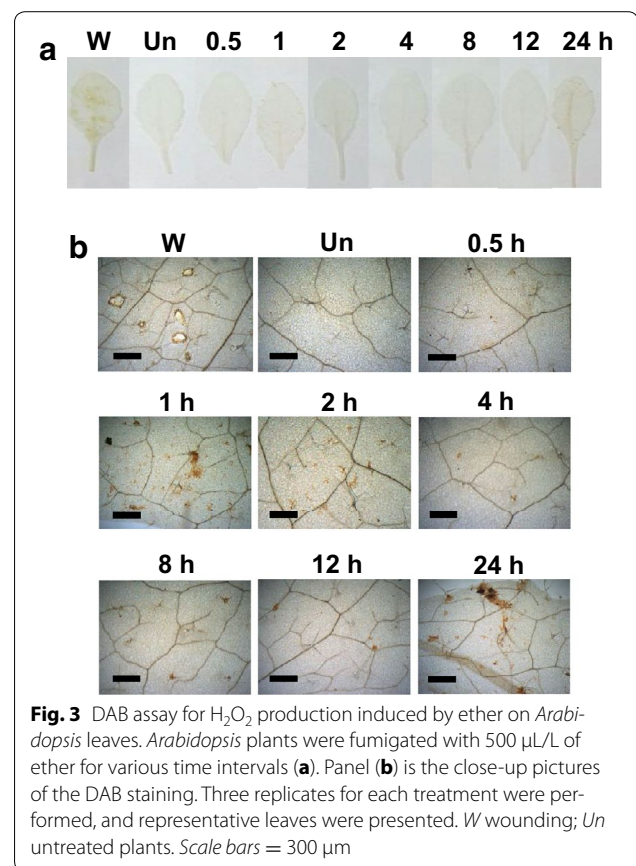 a
W Un 0.5 1 2 4 8 12 24 h
b
W Un 0.5 h
1 h 2 h 4 h
8 h 12 h 24 h
Fig. 3 DAB assay for H₂O₂ production induced by ether on Arabi-
dopsis leaves. Arabidopsis plants were fumigated with 500 μL/L of
ether for various time intervals (a). Panel (b) is the close-up pictures
of the DAB staining. Three replicates for each treatment were per-
formed, and representative leaves were presented. W wounding; Un
untreated plants. Scale bars = 300 μm